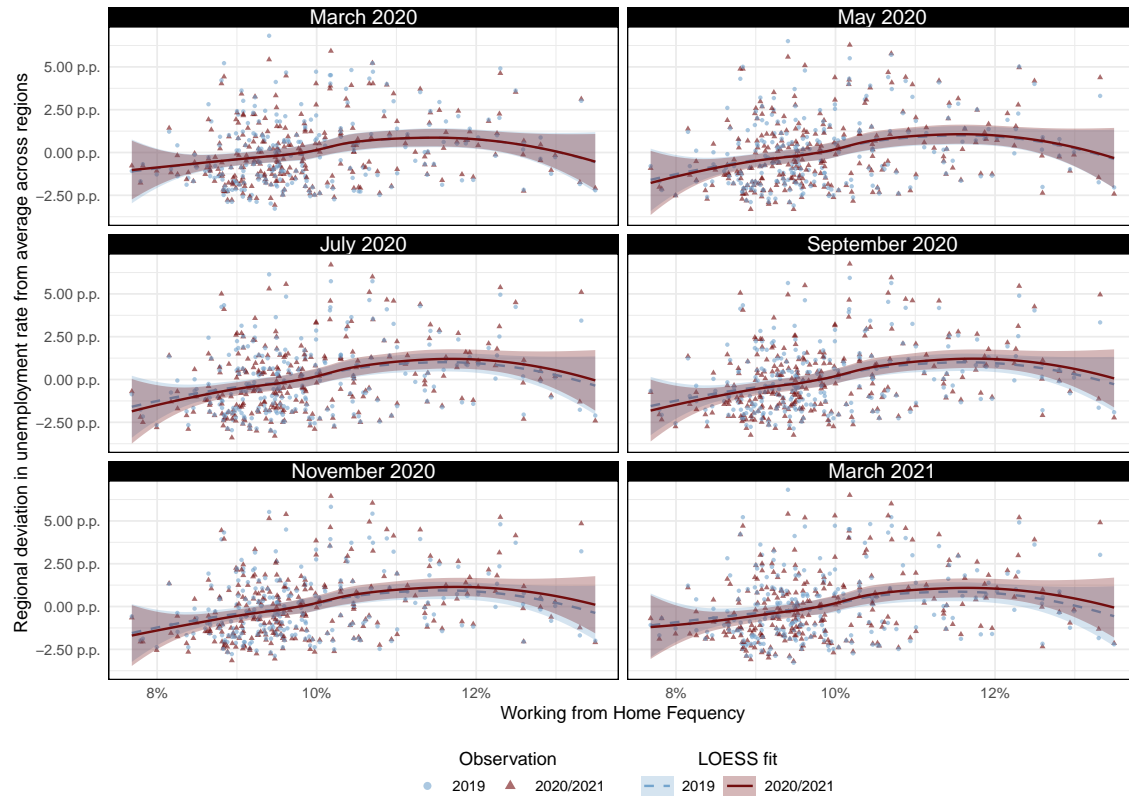 March 2020
May 2020
5.00 p.p.
2.50 p.p.
0.00 p.p.
−2.50 p.p.
July 2020
September 2020
5.00 p.p.
2.50 p.p.
0.00 p.p.
−2.50 p.p.
November 2020
March 2021
5.00 p.p.
2.50 p.p.
0.00 p.p.
−2.50 p.p.
Regional deviation in unemployment rate from average across regions
8% 10% 12% 8% 10% 12%
Working from Home Fequency
Observation LOESS fit
2019 2020/2021 2019 2020/2021